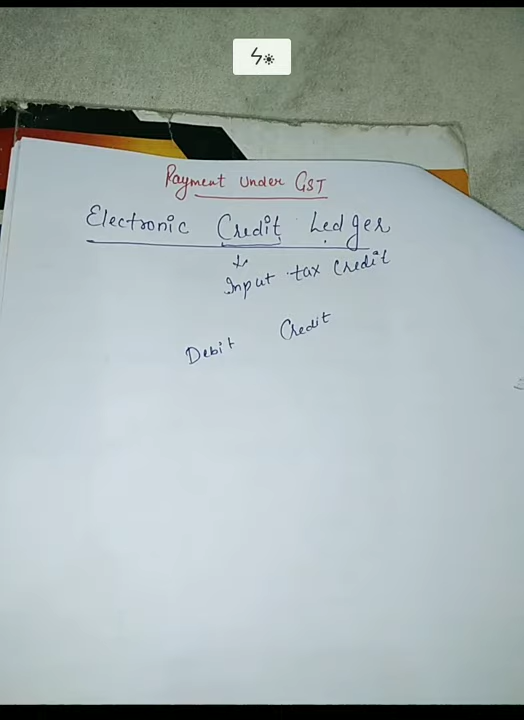 Payment Under GST
Electronic Credit Ledger
Input tax Credit
Debit Credit